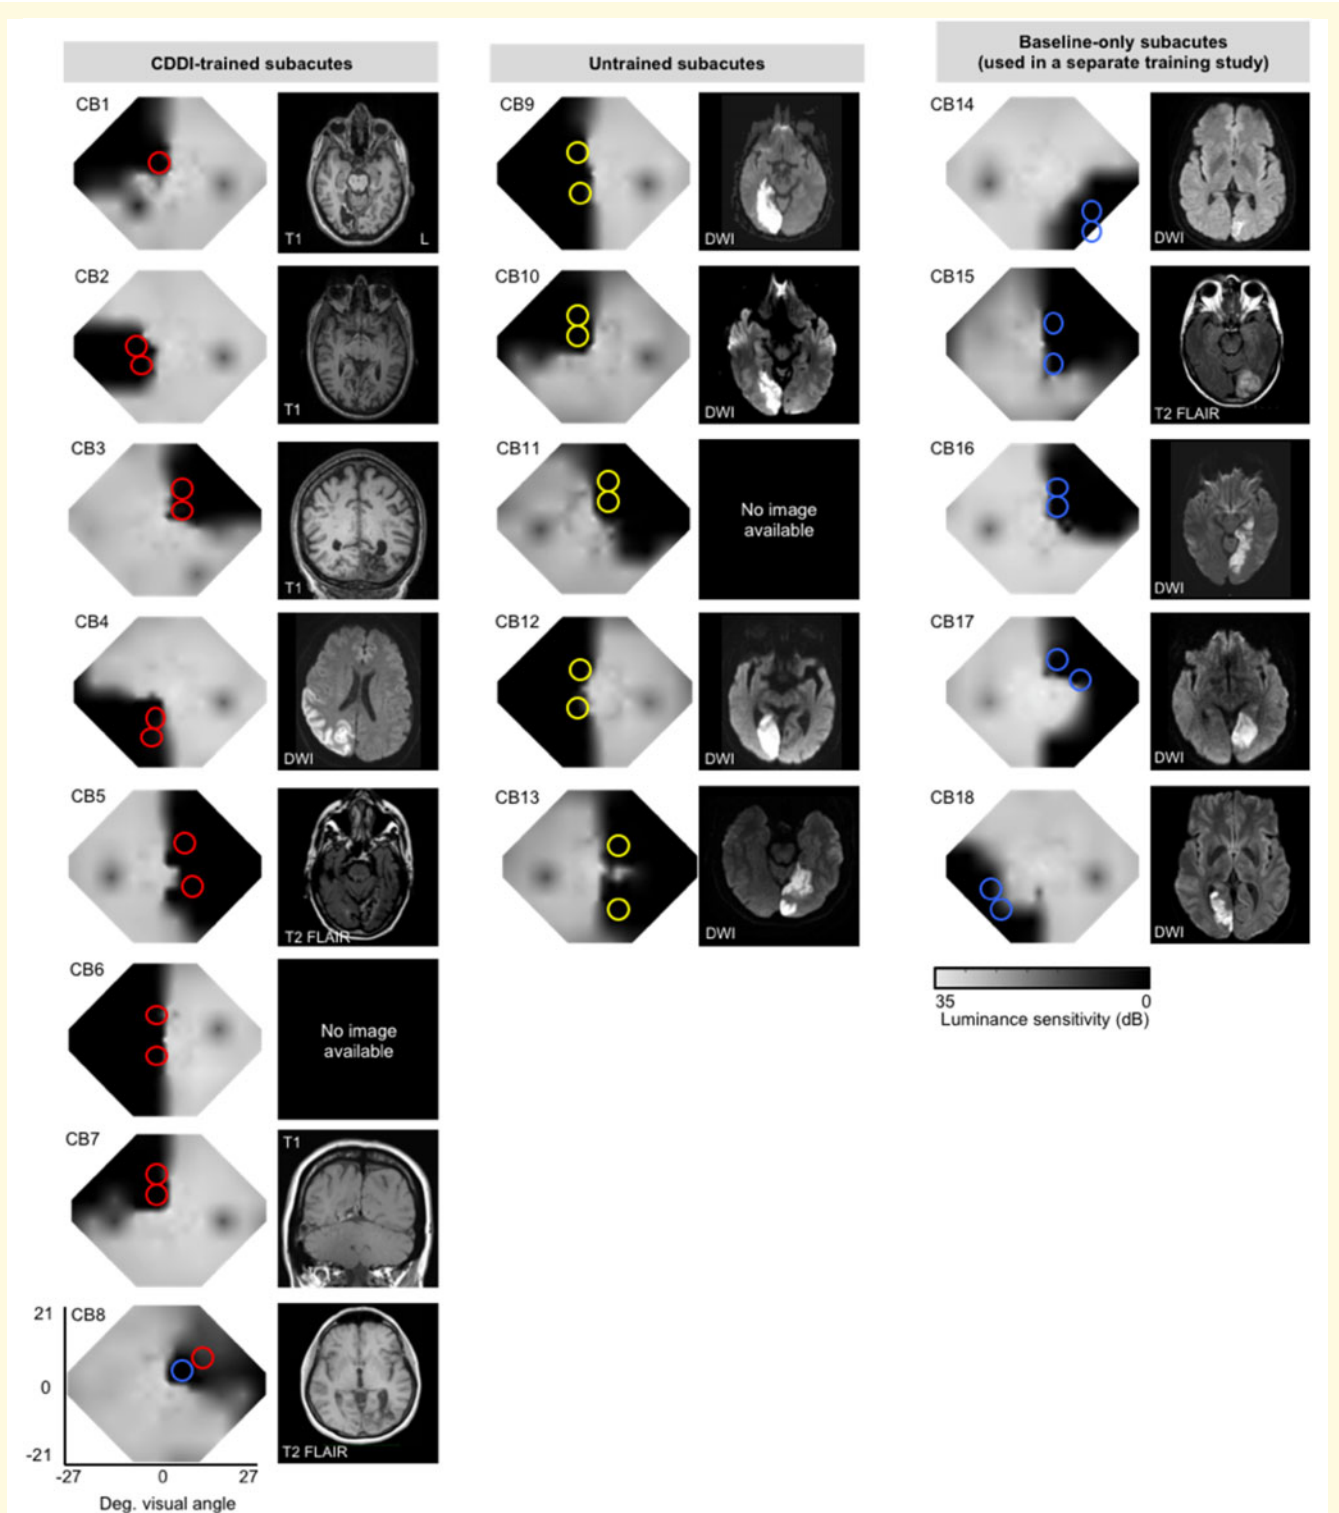 CDDI-trained subacutes
CB1
T1
L
CB2
T1
CB3
T1
CB4
DWI
CB5
T2 FLAIR
CB6
No image
available
CB7
T1
21
CB8
0
-21
-27
0
27
T2 FLAIR
Deg. visual angle
Untrained subacutes
CB9
DWI
CB10
DWI
CB11
No image
available
CB12
DWI
CB13
DWI
Baseline-only subacutes
(used in a separate training study)
CB14
DWI
CB15
T2 FLAIR
CB16
DWI
CB17
DWI
CB18
DWI
35
0
Luminance sensitivity (dB)